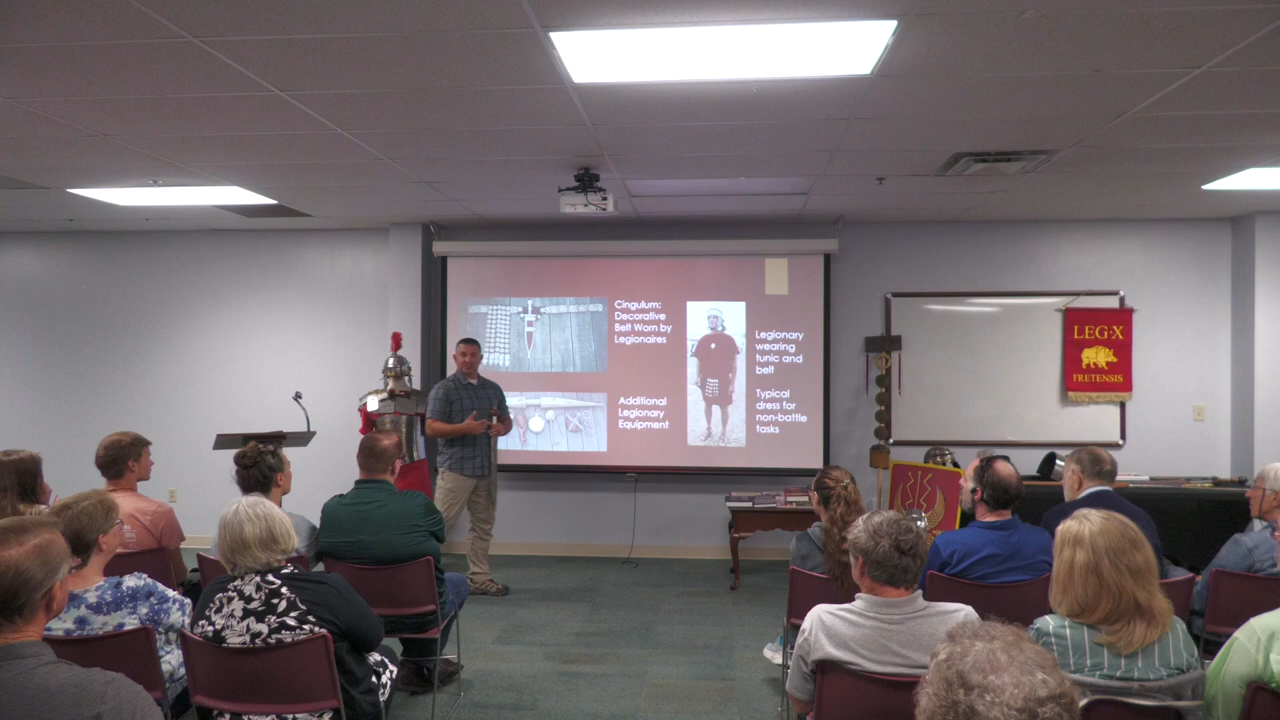 Cingulum:
Decorative
Belt Worn by
Legionaires
Additional
Legionary
Equipment
Legionary
wearing
tunic and
belt
Typical
dress for
non-battle
tasks
LEG·X
FRETENSIS